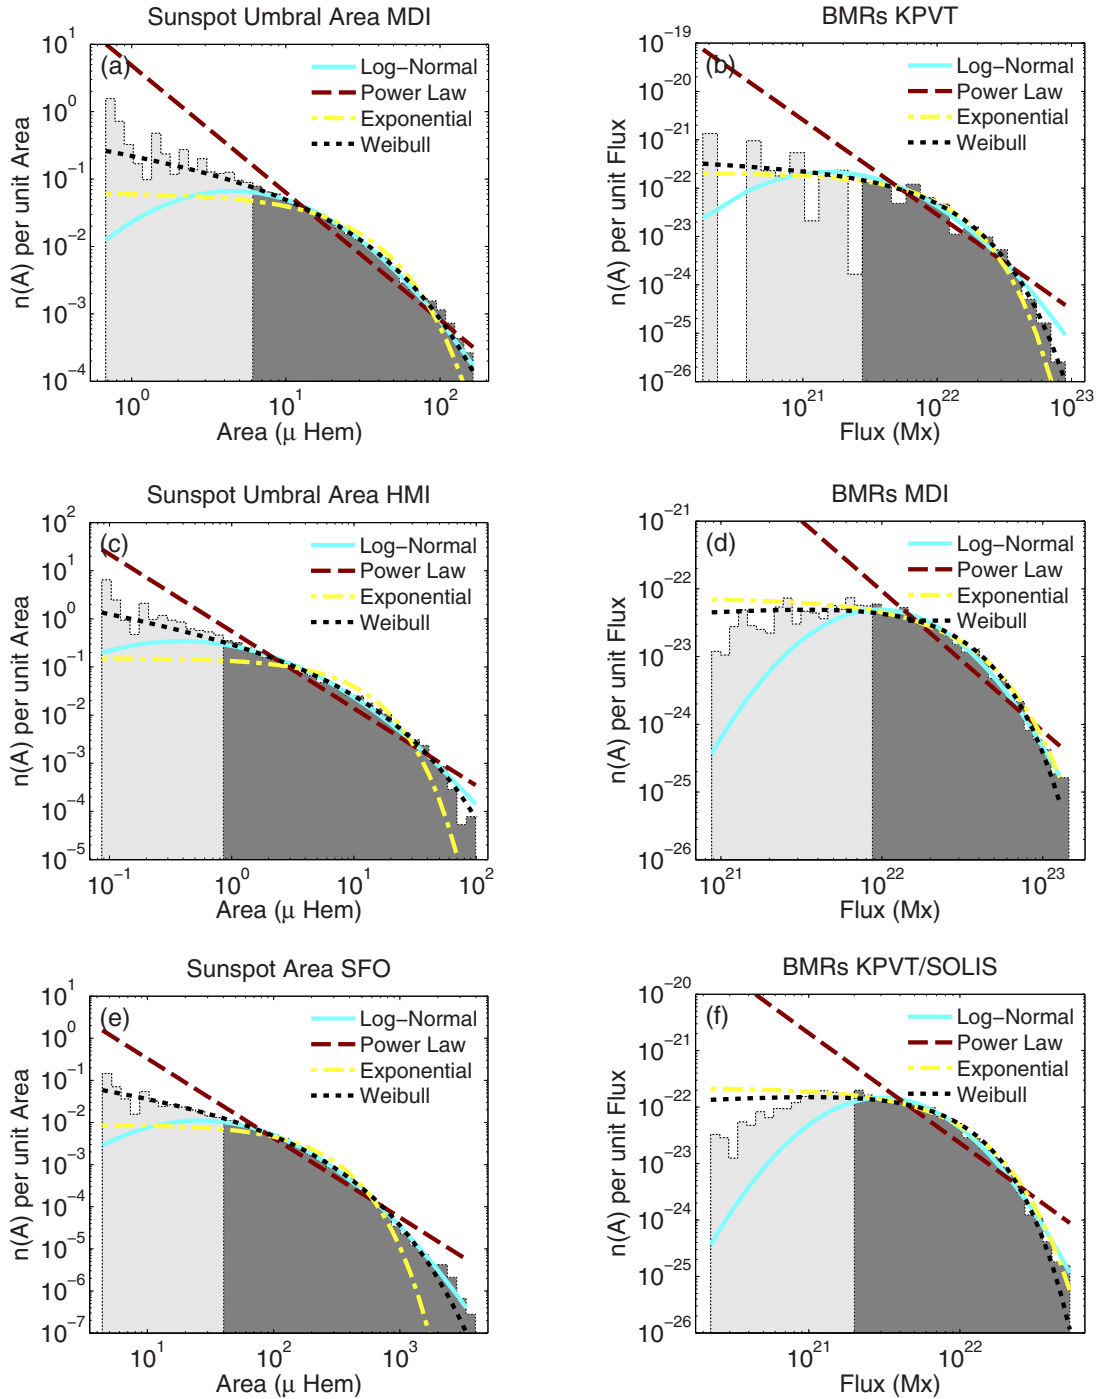 Sunspot Umbral Area MDI
(a)
Log−Normal
Power Law
Exponential
Weibull
n(A) per unit Area
10^1
10^0
10^−1
10^−2
10^−3
10^−4
10^0 10^1 10^2
Area (μ Hem)
BMRs KPVT
(b)
Log−Normal
Power Law
Exponential
Weibull
n(A) per unit Flux
10^−19
10^−20
10^−21
10^−22
10^−23
10^−24
10^−25
10^−26
10^21 10^22 10^23
Flux (Mx)
Sunspot Umbral Area HMI
(c)
Log−Normal
Power Law
Exponential
Weibull
n(A) per unit Area
10^2
10^1
10^0
10^−1
10^−2
10^−3
10^−4
10^−5
10^−1 10^0 10^1 10^2
Area (μ Hem)
BMRs MDI
(d)
Log−Normal
Power Law
Exponential
Weibull
n(A) per unit Flux
10^−21
10^−22
10^−23
10^−24
10^−25
10^−26
10^21 10^22 10^23
Flux (Mx)
Sunspot Area SFO
(e)
Log−Normal
Power Law
Exponential
Weibull
n(A) per unit Area
10^1
10^0
10^−1
10^−2
10^−3
10^−4
10^−5
10^−6
10^−7
10^1 10^2 10^3
Area (μ Hem)
BMRs KPVT/SOLIS
(f)
Log−Normal
Power Law
Exponential
Weibull
n(A) per unit Flux
10^−20
10^−21
10^−22
10^−23
10^−24
10^−25
10^−26
10^21 10^22
Flux (Mx)